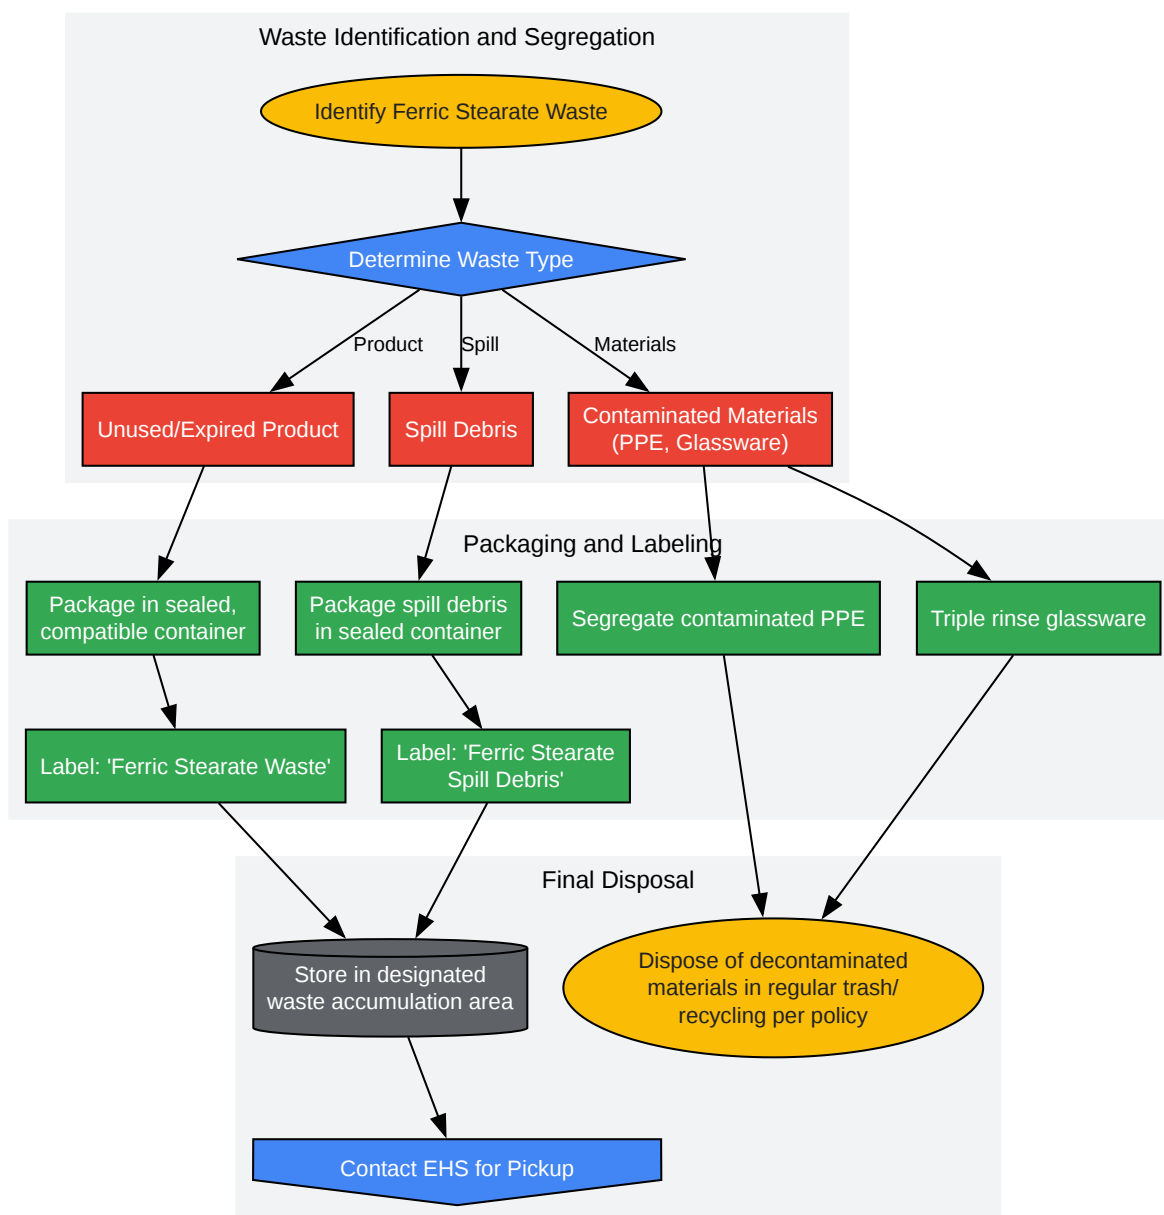 Waste Identification and Segregation
Identify Ferric Stearate Waste
Determine Waste Type
Product
Spill
Materials
Unused/Expired Product
Spill Debris
Contaminated Materials
(PPE, Glassware)
Packaging and Labeling
Package in sealed,
compatible container
Package spill debris
in sealed container
Segregate contaminated PPE
Triple rinse glassware
Label: 'Ferric Stearate Waste'
Label: 'Ferric Stearate
Spill Debris'
Final Disposal
Store in designated
waste accumulation area
Dispose of decontaminated
materials in regular trash/
recycling per policy
Contact EHS for Pickup